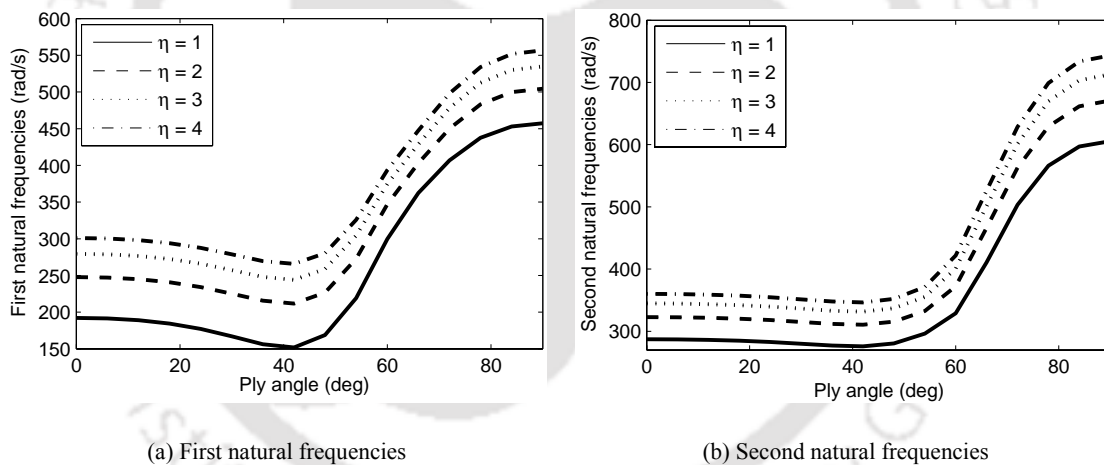 600
550
500
450
400
350
300
250
200
150
0
20
40
60
80
First natural frequencies (rad/s)
Ply angle (deg)
η = 1
η = 2
η = 3
η = 4
800
700
600
500
400
300
0
20
40
60
80
Second natural frequencies (rad/s)
Ply angle (deg)
η = 1
η = 2
η = 3
η = 4
(a) First natural frequencies
(b) Second natural frequencies